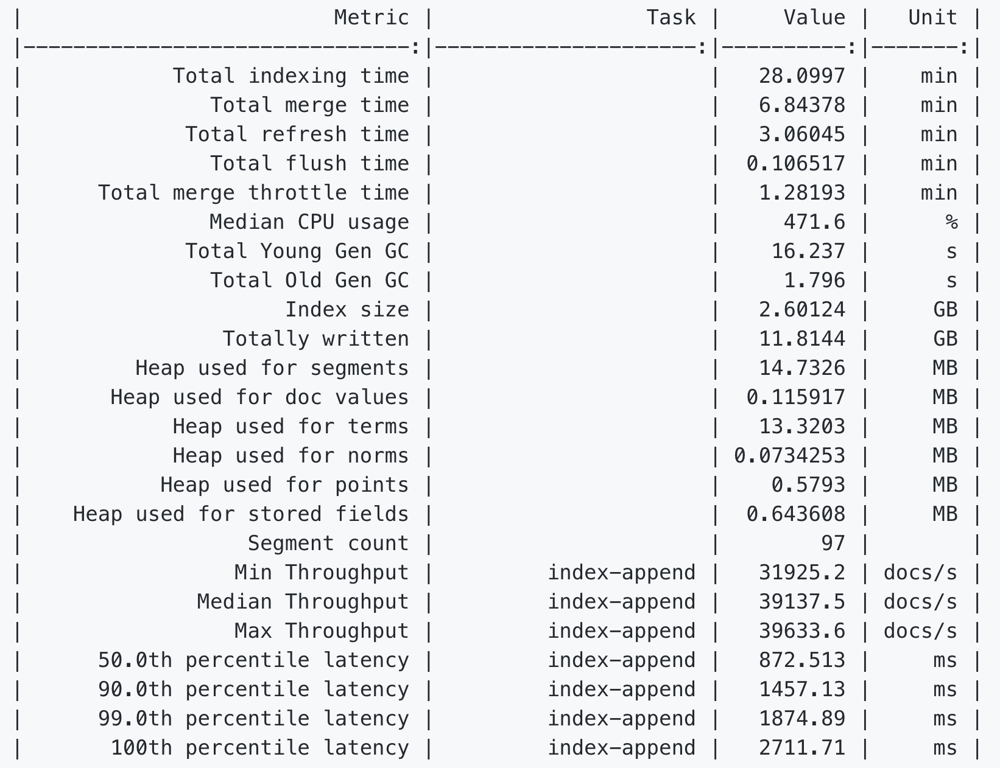 |                        Metric |                 Task |     Value |   Unit |
|-------------------------------:|---------------------:|----------:|-------:|
|           Total indexing time |                      |   28.0997 |    min |
|              Total merge time |                      |   6.84378 |    min |
|            Total refresh time |                      |   3.06045 |    min |
|              Total flush time |                      |  0.106517 |    min |
|     Total merge throttle time |                      |   1.28193 |    min |
|              Median CPU usage |                      |     471.6 |      % |
|            Total Young Gen GC |                      |    16.237 |      s |
|              Total Old Gen GC |                      |     1.796 |      s |
|                    Index size |                      |   2.60124 |     GB |
|               Totally written |                      |   11.8144 |     GB |
|        Heap used for segments |                      |   14.7326 |     MB |
|      Heap used for doc values |                      |  0.115917 |     MB |
|           Heap used for terms |                      |   13.3203 |     MB |
|           Heap used for norms |                      | 0.0734253 |     MB |
|          Heap used for points |                      |    0.5793 |     MB |
|   Heap used for stored fields |                      |  0.643608 |     MB |
|                 Segment count |                      |        97 |        |
|                Min Throughput |         index-append |   31925.2 | docs/s |
|             Median Throughput |         index-append |   39137.5 | docs/s |
|                Max Throughput |         index-append |   39633.6 | docs/s |
|     50.0th percentile latency |         index-append |   872.513 |     ms |
|     90.0th percentile latency |         index-append |   1457.13 |     ms |
|     99.0th percentile latency |         index-append |   1874.89 |     ms |
|      100th percentile latency |         index-append |   2711.71 |     ms |